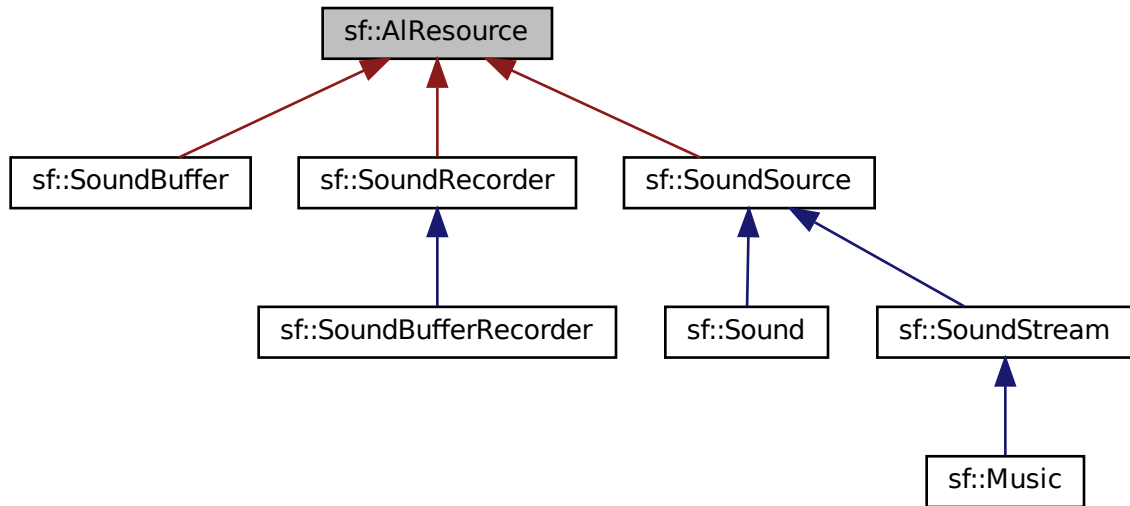 sf::AlResource
sf::SoundBuffer
sf::SoundRecorder
sf::SoundSource
sf::SoundBufferRecorder
sf::Sound
sf::SoundStream
sf::Music